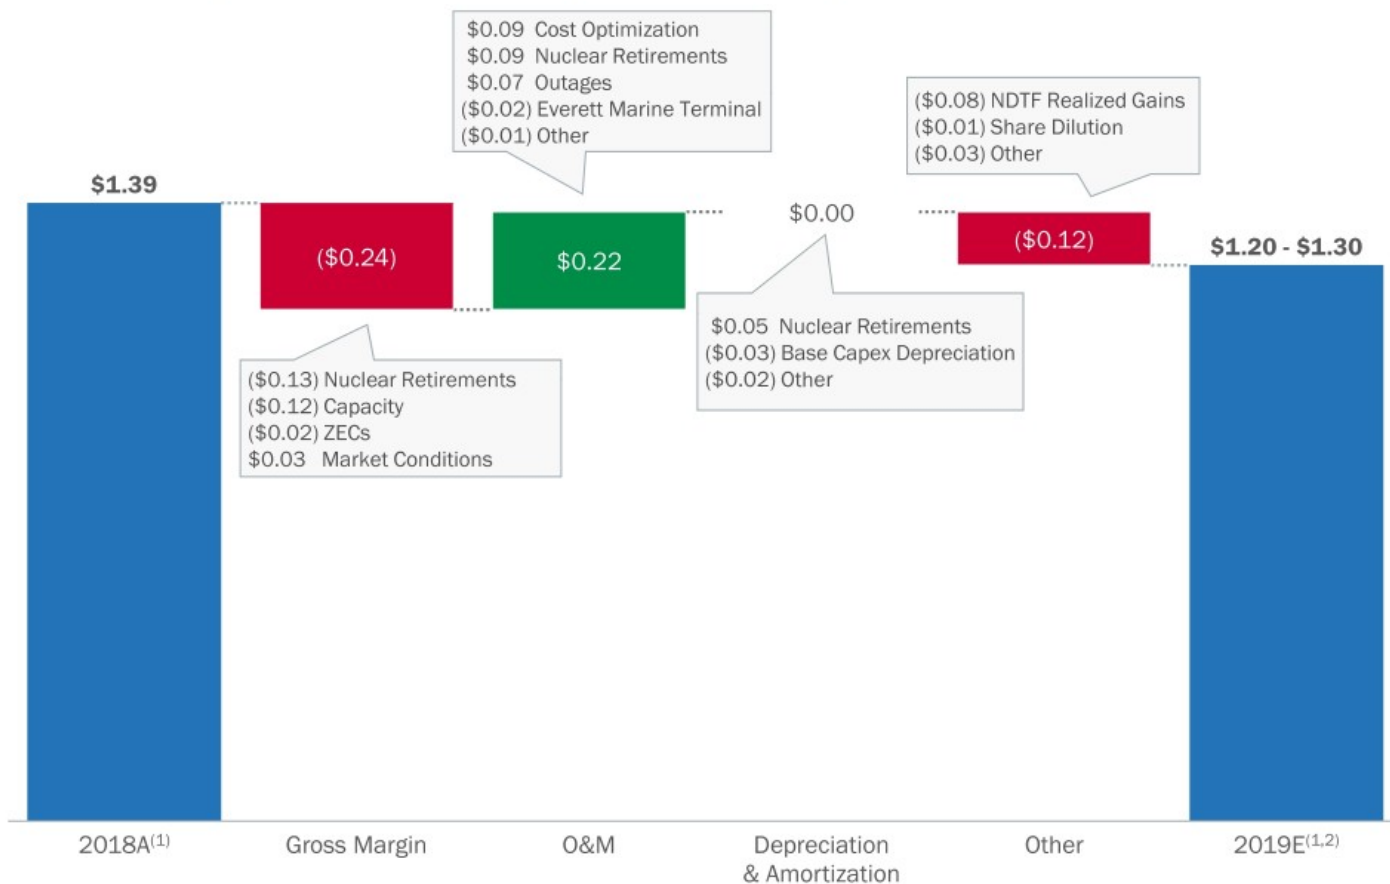 $0.09 Cost Optimization
$0.09 Nuclear Retirements
$0.07 Outages
($0.02) Everett Marine Terminal
($0.01) Other
($0.08) NDTF Realized Gains
($0.01) Share Dilution
($0.03) Other
$1.39
($0.24)
$0.22
$0.00
($0.12)
$1.20 - $1.30
($0.13) Nuclear Retirements
($0.12) Capacity
($0.02) ZECs
$0.03 Market Conditions
$0.05 Nuclear Retirements
($0.03) Base Capex Depreciation
($0.02) Other
2018A(1)
Gross Margin
O&M
Depreciation
& Amortization
Other
2019E(1,2)